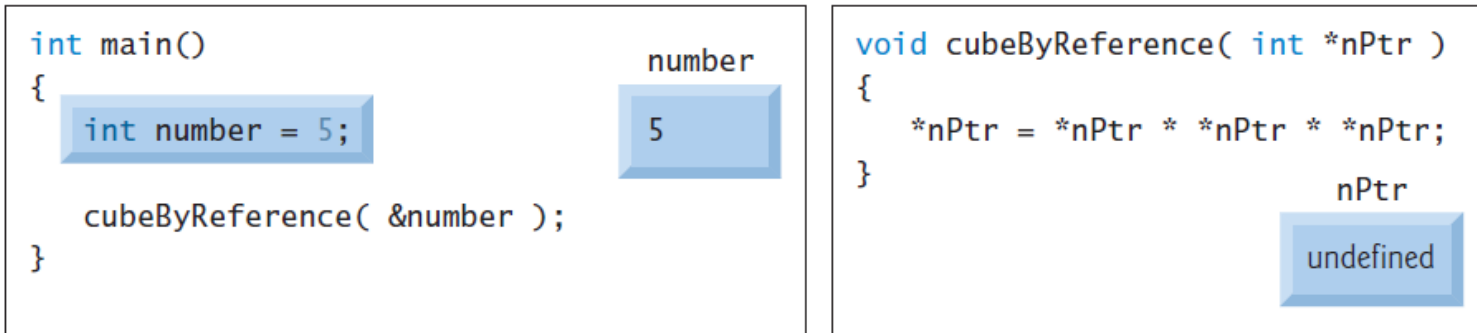 int main()
{
int number = 5;
cubeByReference( &number );
}
number
5
void cubeByReference( int *nPtr )
{
*nPtr = *nPtr * *nPtr * *nPtr;
}
nPtr
undefined